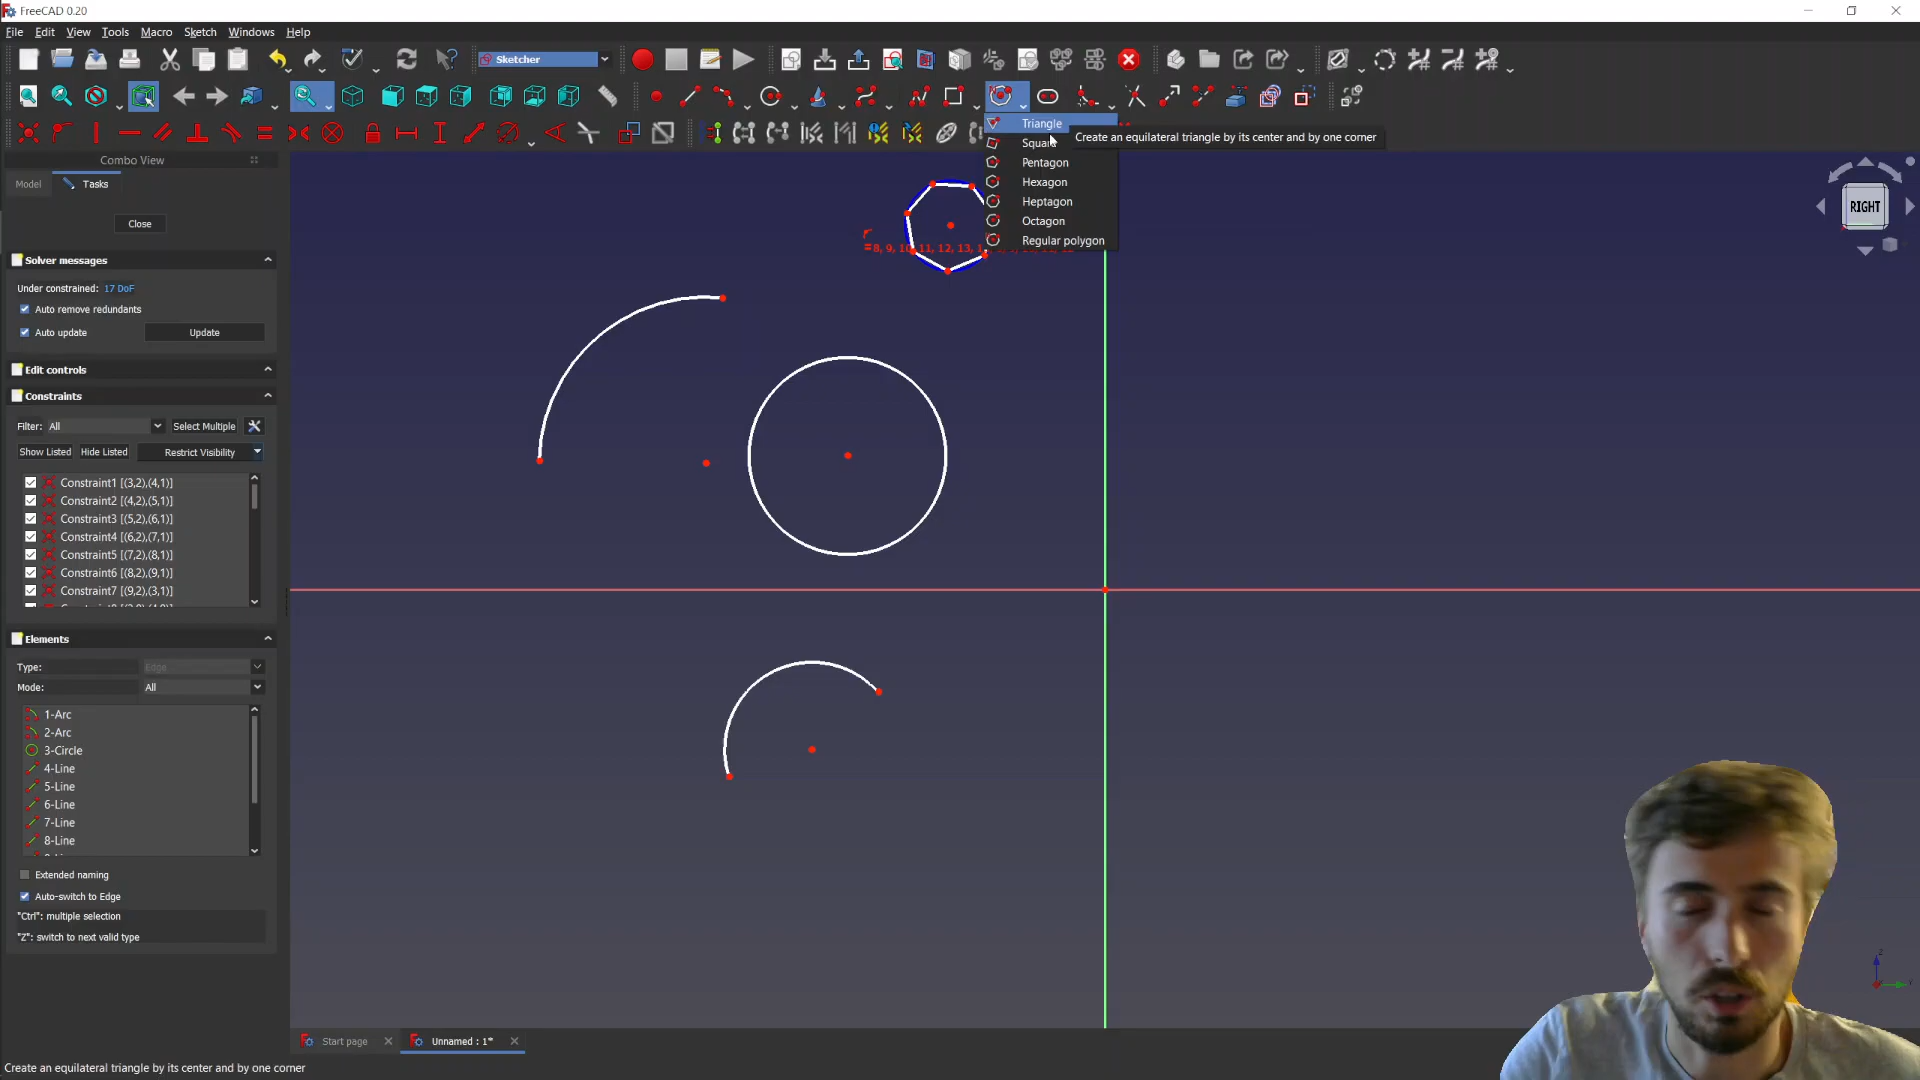 FreeCAD 0.20
File Edit View Tools Macro Sketch Windows Help
Sketcher
Triangle
Create an equilateral triangle by its center and by one corner
Square
Pentagon
Hexagon
Heptagon
Octagon
Regular polygon
Combo View
Model Tasks
Close
Solver messages
Under constrained: 17 DoF
Auto remove redundants
Auto update Update
Edit controls
Constraints
Filter: All Select Multiple
Show Listed Hide Listed Restrict Visibility
Constraint1 [(3,2),(4,1)]
Constraint2 [(4,2),(5,1)]
Constraint3 [(5,2),(6,1)]
Constraint4 [(6,2),(7,1)]
Constraint5 [(7,2),(8,1)]
Constraint6 [(8,2),(9,1)]
Constraint7 [(9,2),(3,1)]
Elements
Type: Edge
Mode: All
1-Arc
2-Arc
3-Circle
4-Line
5-Line
6-Line
7-Line
8-Line
Extended naming
Auto-switch to Edge
"Ctrl": multiple selection
"Z": switch to next valid type
RIGHT
Start page Unnamed : 1*
Create an equilateral triangle by its center and by one corner